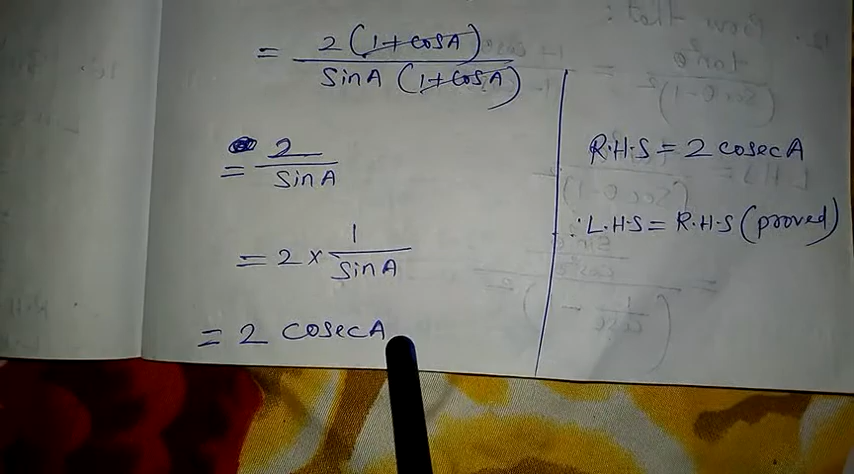 = 2(1+cosA) / SinA (1+cosA)
= 2 / SinA
= 2 × 1 / SinA
= 2 cosecA
R.H.S = 2 cosecA
∴ L.H.S = R.H.S (proved)